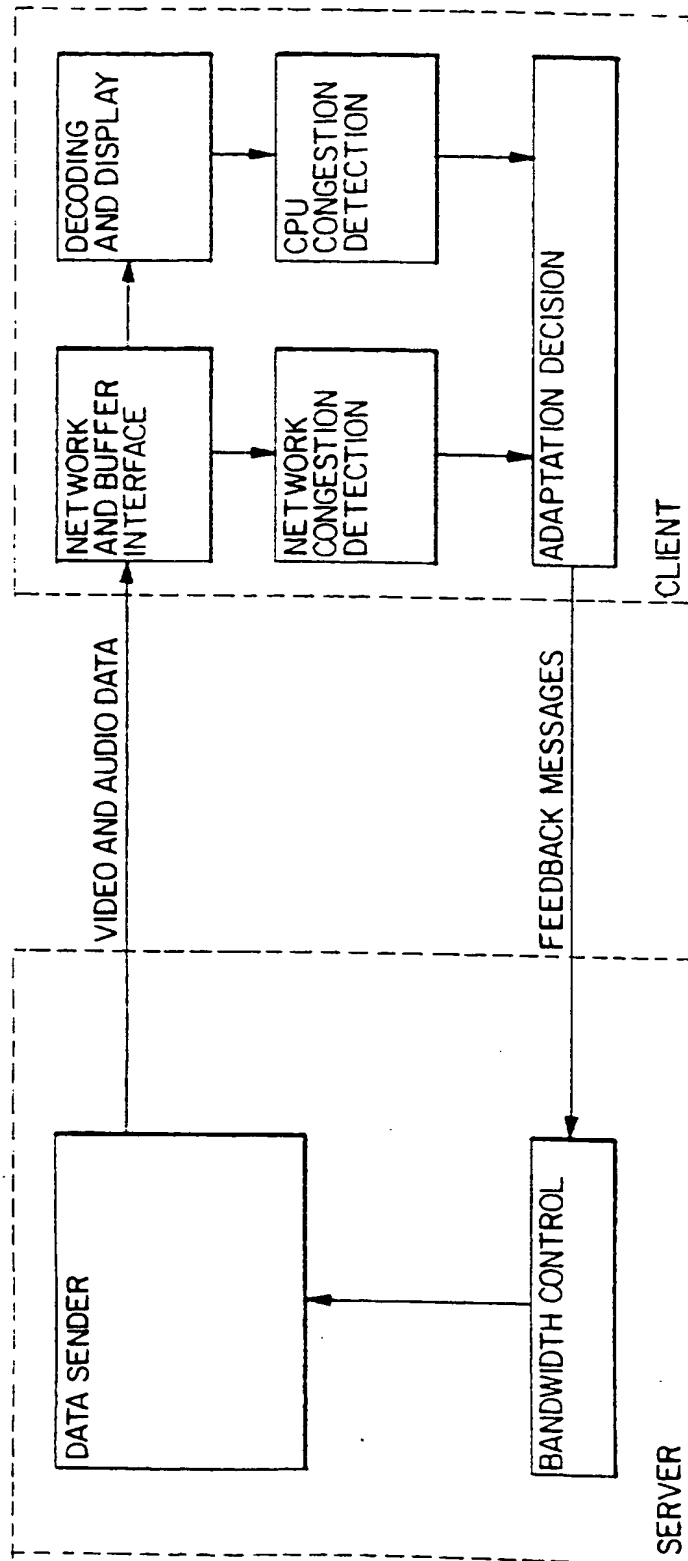 DATA SENDER
BANDWIDTH CONTROL
SERVER
VIDEO AND AUDIO DATA
FEEDBACK MESSAGES
NETWORK
AND BUFFER
INTERFACE
DECODING
AND DISPLAY
NETWORK
CONGESTION
DETECTION
CPU
CONGESTION
DETECTION
ADAPTATION DECISION
CLIENT